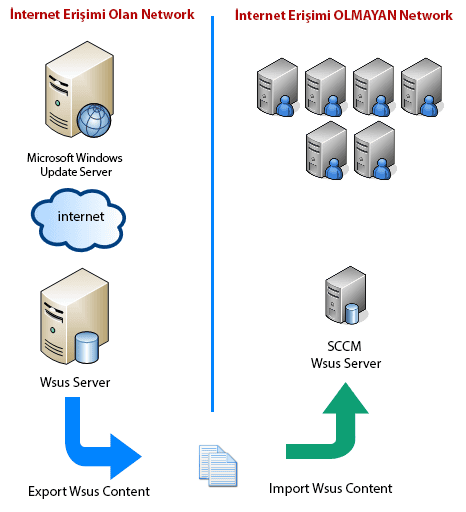 İnternet Erişimi Olan Network
İnternet Erişimi OLMAYAN Network
Microsoft Windows
Update Server
internet
Wsus Server
SCCM
Wsus Server
Export Wsus Content
Import Wsus Content